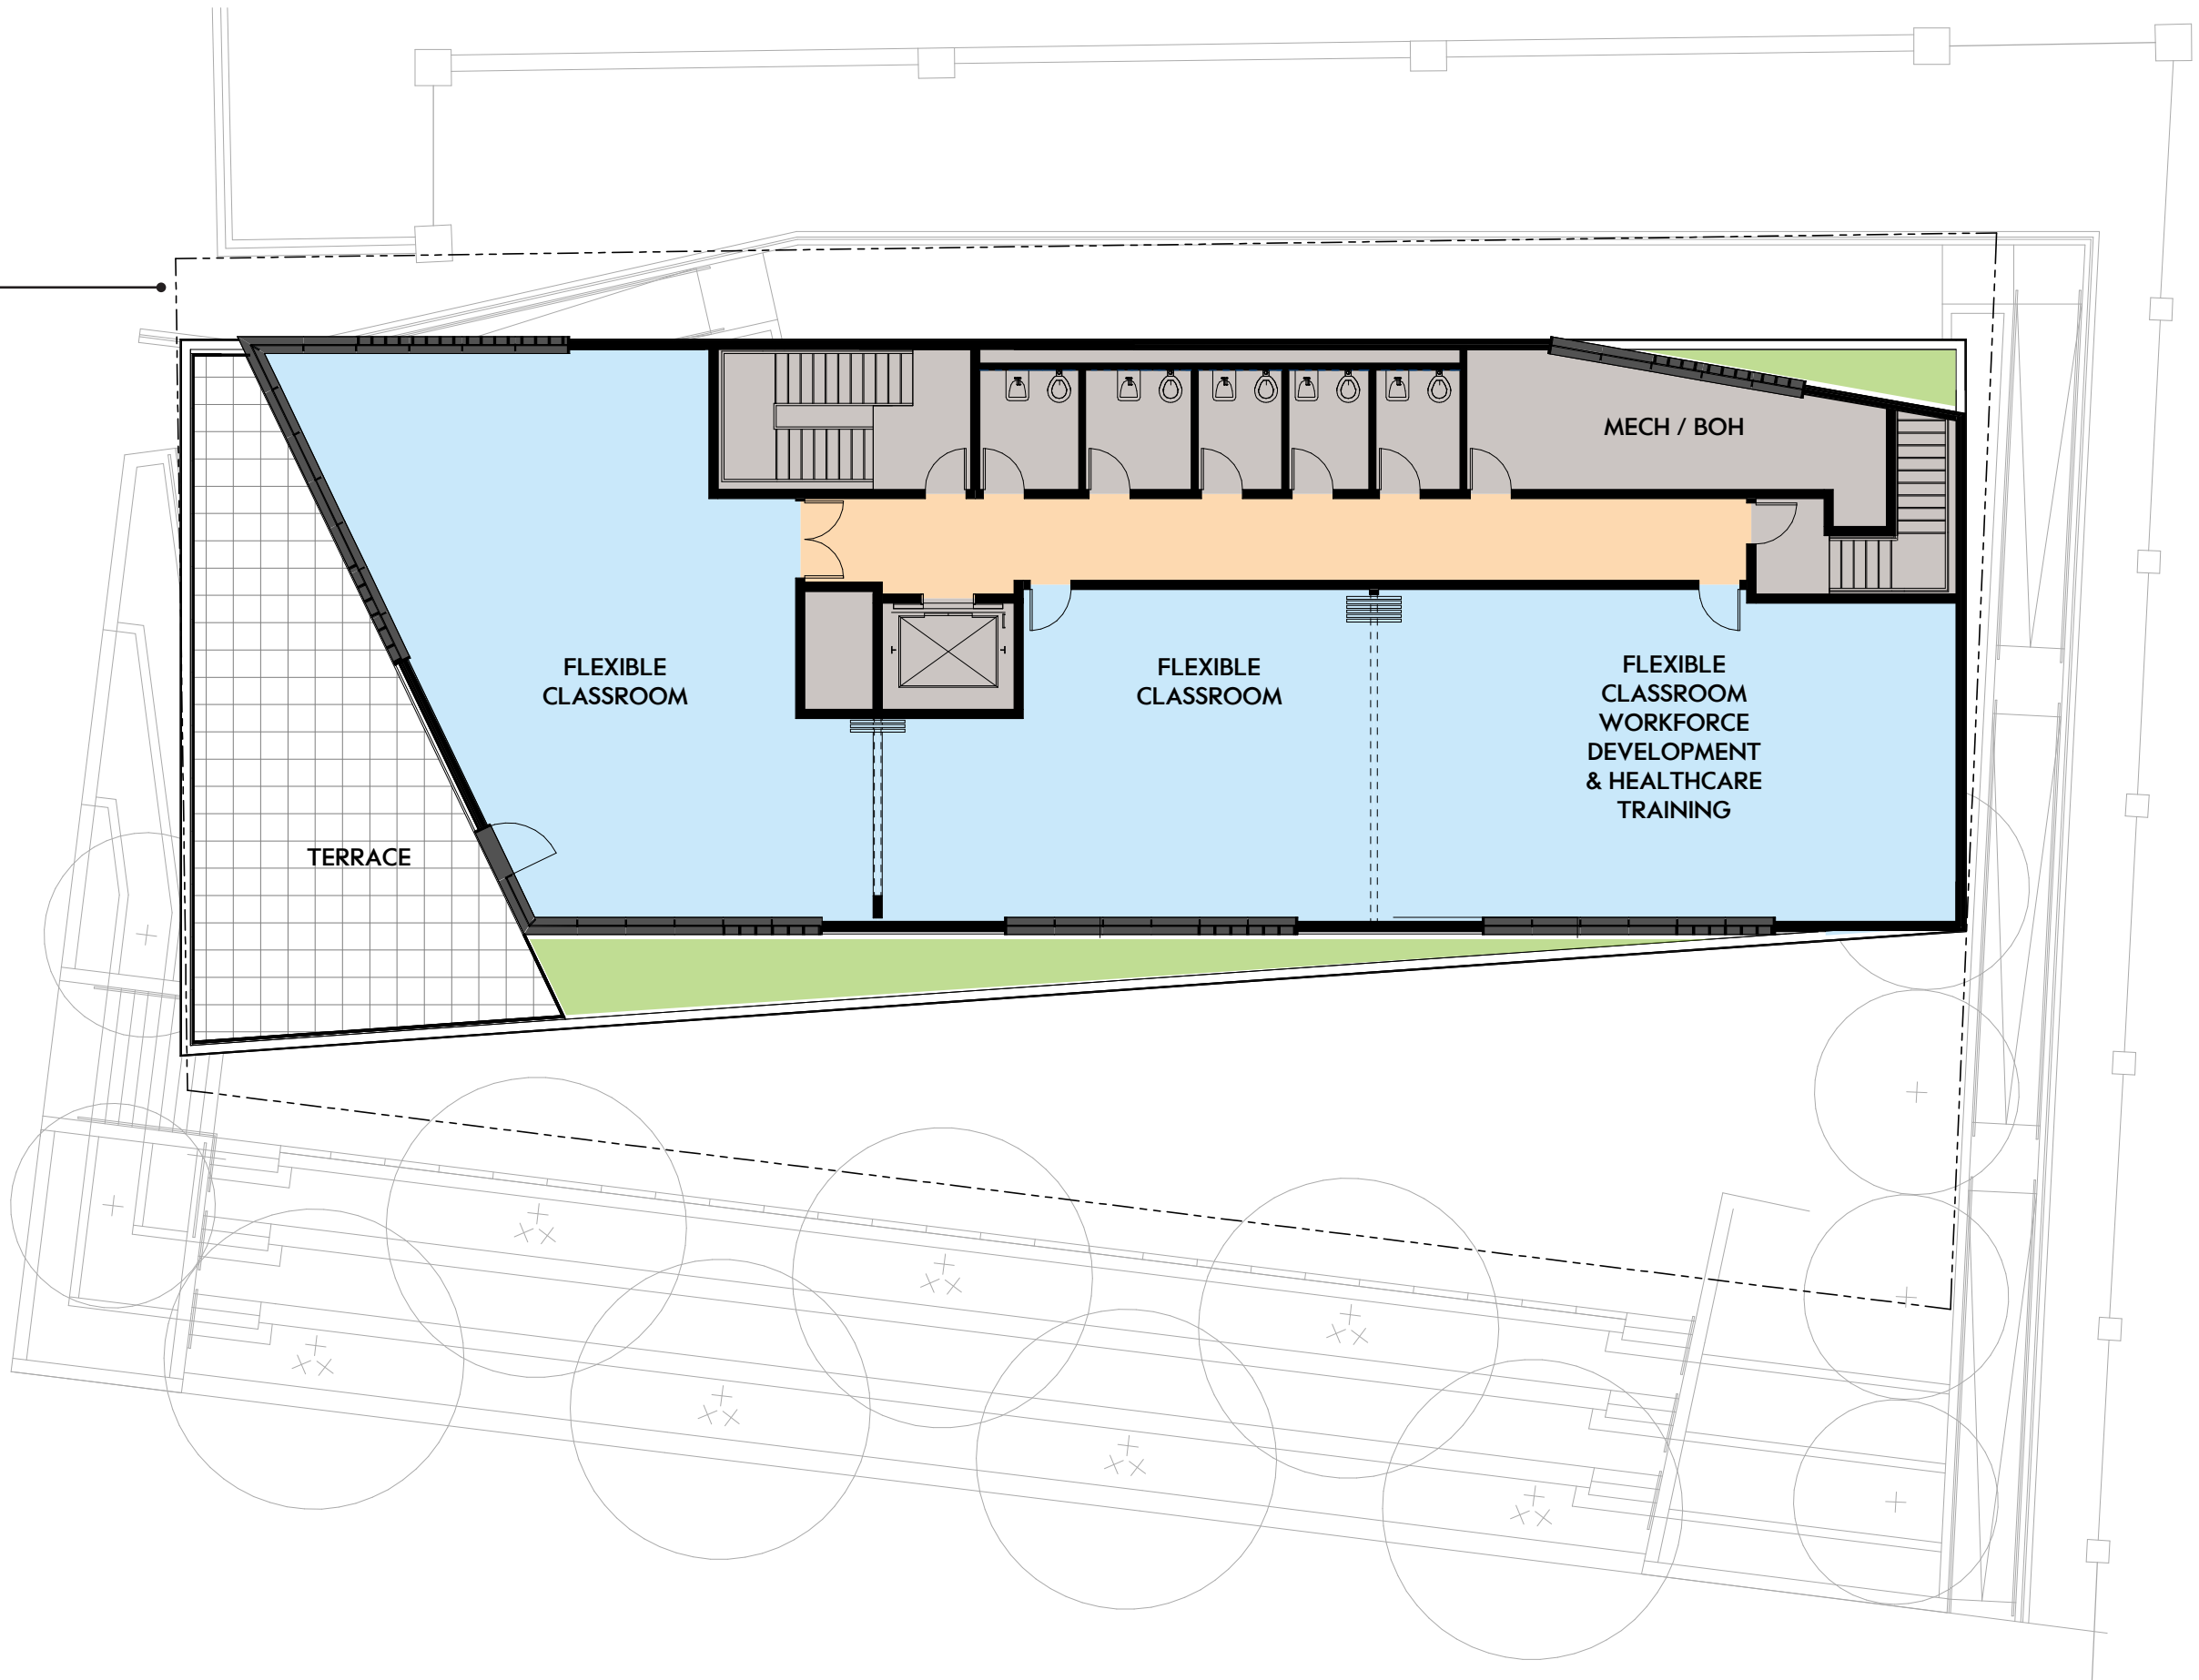 MECH / BOH
FLEXIBLE
CLASSROOM
FLEXIBLE
CLASSROOM
FLEXIBLE
CLASSROOM
WORKFORCE
DEVELOPMENT
& HEALTHCARE
TRAINING
TERRACE